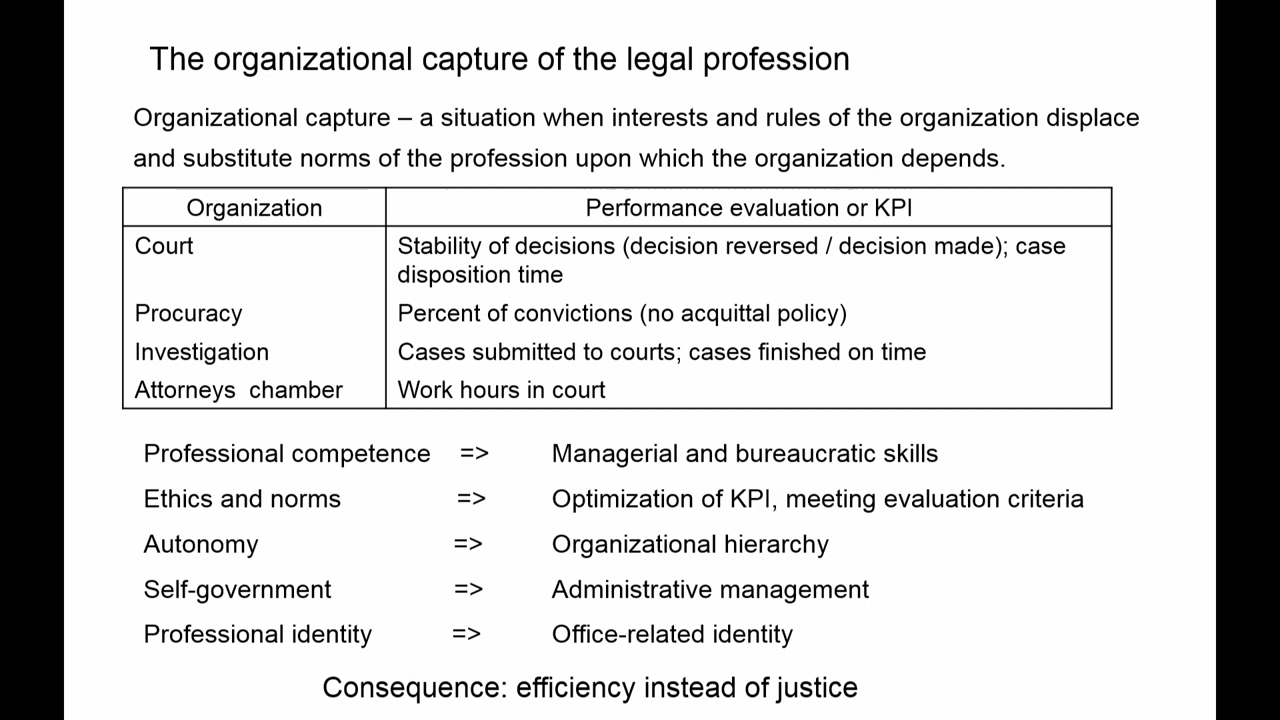 The organizational capture of the legal profession
Organizational capture – a situation when interests and rules of the organization displace
and substitute norms of the profession upon which the organization depends.
Organization Performance evaluation or KPI
Court Stability of decisions (decision reversed / decision made); case
disposition time
Procuracy Percent of convictions (no acquittal policy)
Investigation Cases submitted to courts; cases finished on time
Attorneys chamber Work hours in court
Professional competence => Managerial and bureaucratic skills
Ethics and norms => Optimization of KPI, meeting evaluation criteria
Autonomy => Organizational hierarchy
Self-government => Administrative management
Professional identity => Office-related identity
Consequence: efficiency instead of justice